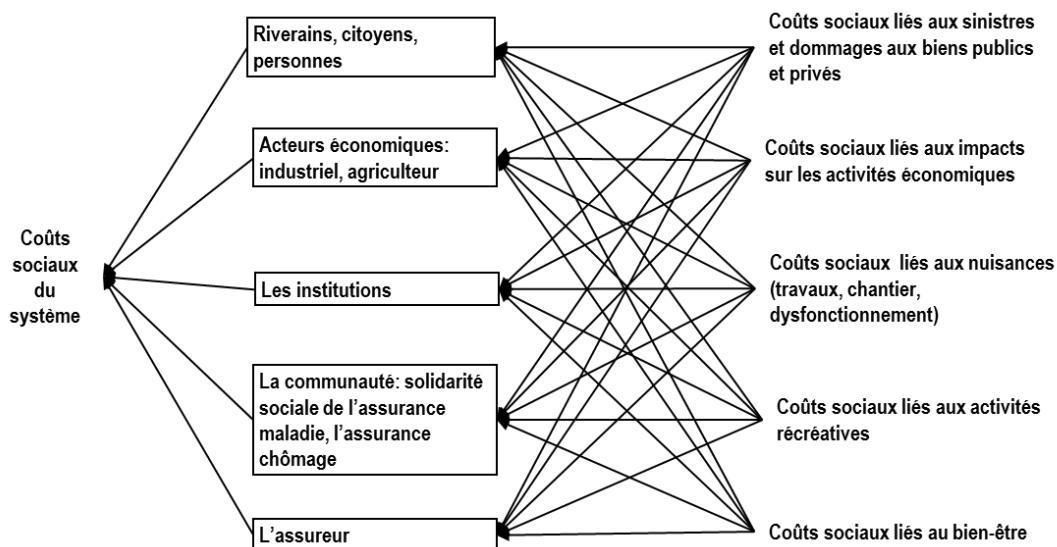 Riverains, citoyens,
personnes
Coûts sociaux liés aux sinistres
et dommages aux biens publics
et privés
Acteurs économiques:
industriel, agriculteur
Coûts sociaux liés aux impacts
sur les activités économiques
Coûts
sociaux
du
système
Les institutions
Coûts sociaux liés aux nuisances
(travaux, chantier,
dysfonctionnement)
La communauté: solidarité
sociale de l'assurance
maladie, l'assurance
chômage
Coûts sociaux liés aux activités
récréatives
L'assureur
Coûts sociaux liés au bien-être